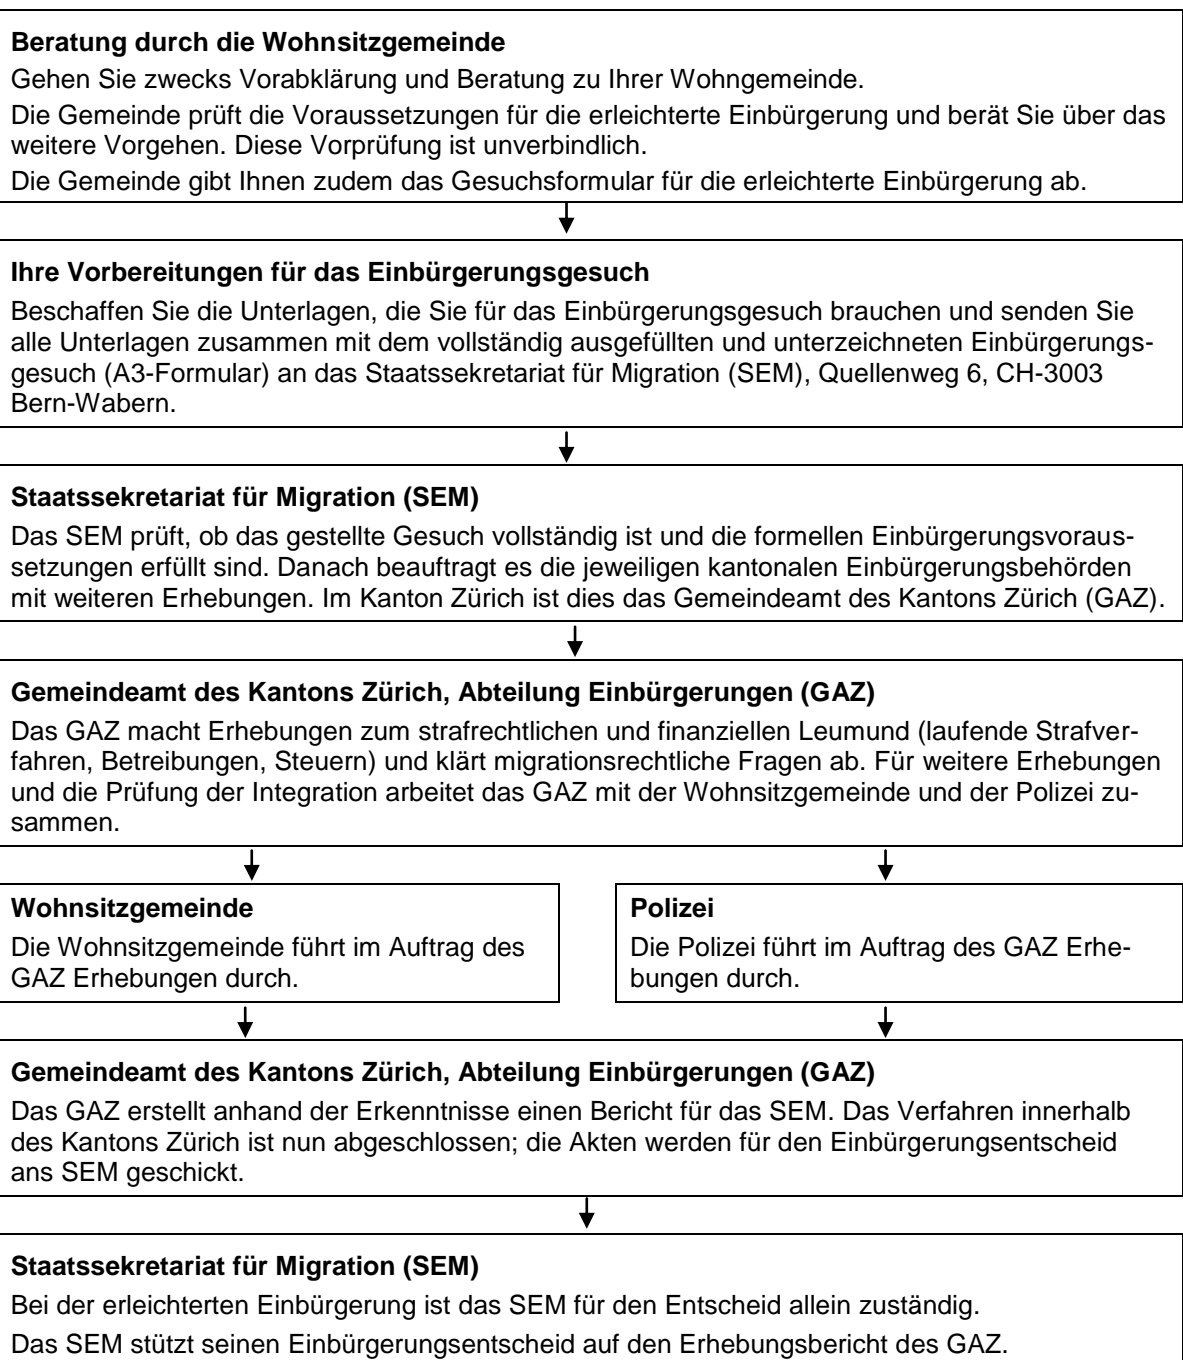 Beratung durch die Wohnsitzgemeinde
Gehen Sie zwecks Vorabklärung und Beratung zu Ihrer Wohngemeinde.
Die Gemeinde prüft die Voraussetzungen für die erleichterte Einbürgerung und berät Sie über das
weitere Vorgehen. Diese Vorprüfung ist unverbindlich.
Die Gemeinde gibt Ihnen zudem das Gesuchsformular für die erleichterte Einbürgerung ab.
Ihre Vorbereitungen für das Einbürgerungsgesuch
Beschaffen Sie die Unterlagen, die Sie für das Einbürgerungsgesuch brauchen und senden Sie
alle Unterlagen zusammen mit dem vollständig ausgefüllten und unterzeichneten Einbürgerungs-
gesuch (A3-Formular) an das Staatssekretariat für Migration (SEM), Quellenweg 6, CH-3003
Bern-Wabern.
Staatssekretariat für Migration (SEM)
Das SEM prüft, ob das gestellte Gesuch vollständig ist und die formellen Einbürgerungsvoraus-
setzungen erfüllt sind. Danach beauftragt es die jeweiligen kantonalen Einbürgerungsbehörden
mit weiteren Erhebungen. Im Kanton Zürich ist dies das Gemeindeamt des Kantons Zürich (GAZ).
Gemeindeamt des Kantons Zürich, Abteilung Einbürgerungen (GAZ)
Das GAZ macht Erhebungen zum strafrechtlichen und finanziellen Leumund (laufende Strafver-
fahren, Betreibungen, Steuern) und klärt migrationsrechtliche Fragen ab. Für weitere Erhebungen
und die Prüfung der Integration arbeitet das GAZ mit der Wohnsitzgemeinde und der Polizei zu-
sammen.
Wohnsitzgemeinde
Die Wohnsitzgemeinde führt im Auftrag des
GAZ Erhebungen durch.
Polizei
Die Polizei führt im Auftrag des GAZ Erhe-
bungen durch.
Gemeindeamt des Kantons Zürich, Abteilung Einbürgerungen (GAZ)
Das GAZ erstellt anhand der Erkenntnisse einen Bericht für das SEM. Das Verfahren innerhalb
des Kantons Zürich ist nun abgeschlossen; die Akten werden für den Einbürgerungsentscheid
ans SEM geschickt.
Staatssekretariat für Migration (SEM)
Bei der erleichterten Einbürgerung ist das SEM für den Entscheid allein zuständig.
Das SEM stützt seinen Einbürgerungsentscheid auf den Erhebungsbericht des GAZ.